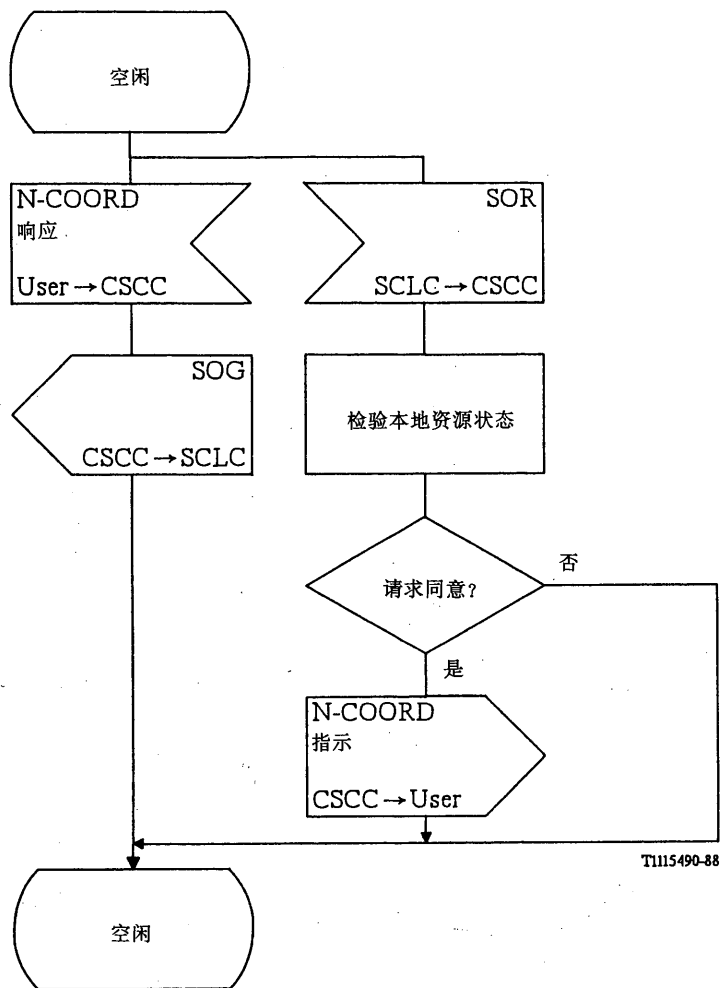 空闲
N-COORD
响应
User→CSCC
SOR
SCLC→CSCC
SOG
CSCC→SCLC
检验本地资源状态
请求同意?
否
是
N-COORD
指示
CSCC→User
T1115490-88
空闲